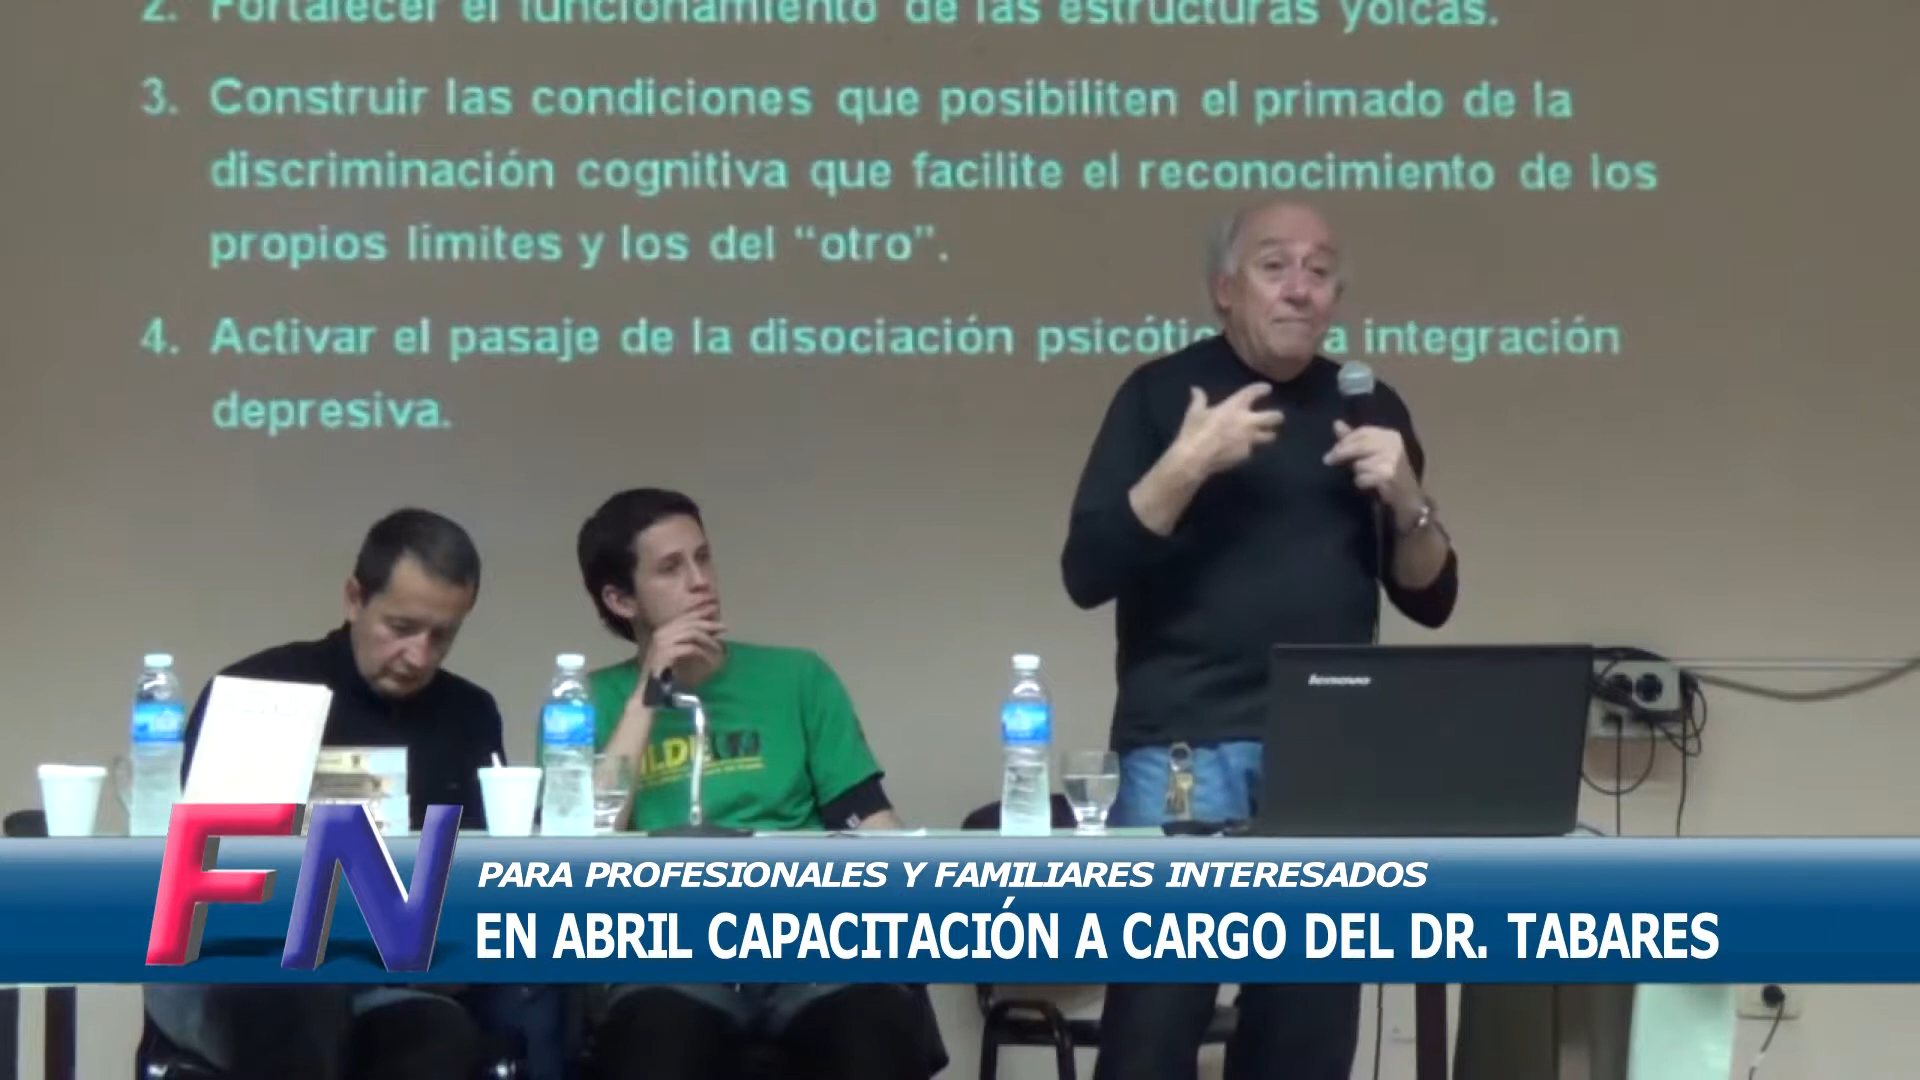 2. Fortalecer el funcionamiento de las estructuras yoicas.
3. Construir las condiciones que posibiliten el primado de la
discriminación cognitiva que facilite el reconocimiento de los
propios límites y los del “otro”.
4. Activar el pasaje de la disociación psicóti a integración
depresiva.
lenovo
FN
PARA PROFESIONALES Y FAMILIARES INTERESADOS
EN ABRIL CAPACITACIÓN A CARGO DEL DR. TABARES